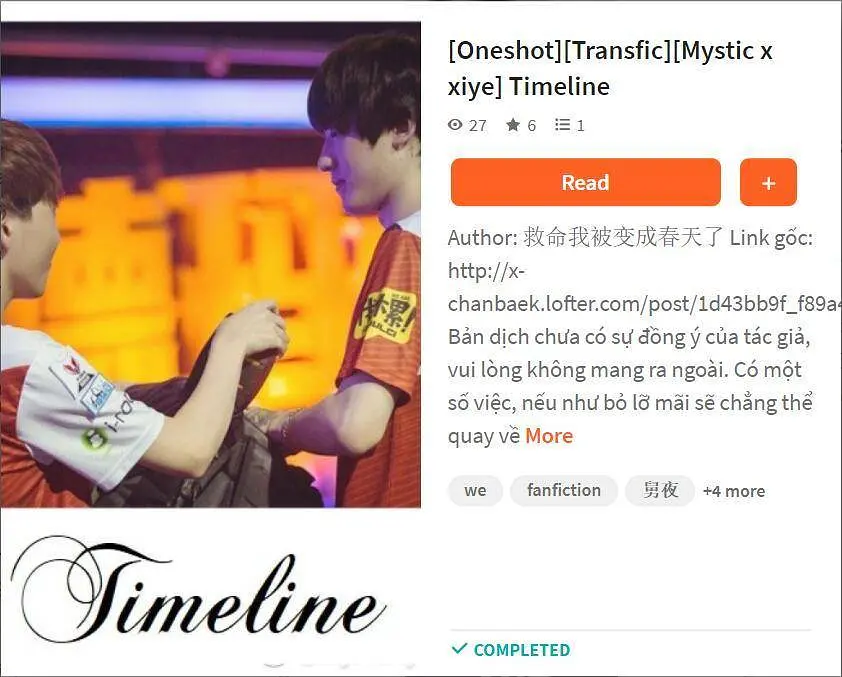 [Oneshot][Transfic][Mystic x
xiye] Timeline
27 6 1
Read +
Author: 救命我被变成春天了 Link gốc:
http://x-
chanbaek.lofter.com/post/1d43bb9f_f89a4
Bản dịch chưa có sự đồng ý của tác giả,
vui lòng không mang ra ngoài. Có một
số việc, nếu như bỏ lỡ mãi sẽ chẳng thể
quay về More
we fanfiction 舅夜 +4 more
COMPLETED
i-ro
Timeline